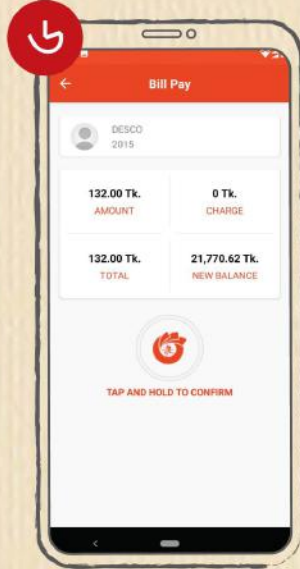 ৬
Bill Pay
DESCO
2015
132.00 Tk.
AMOUNT
0 Tk.
CHARGE
132.00 Tk.
TOTAL
21,770.62 Tk.
NEW BALANCE
TAP AND HOLD TO CONFIRM